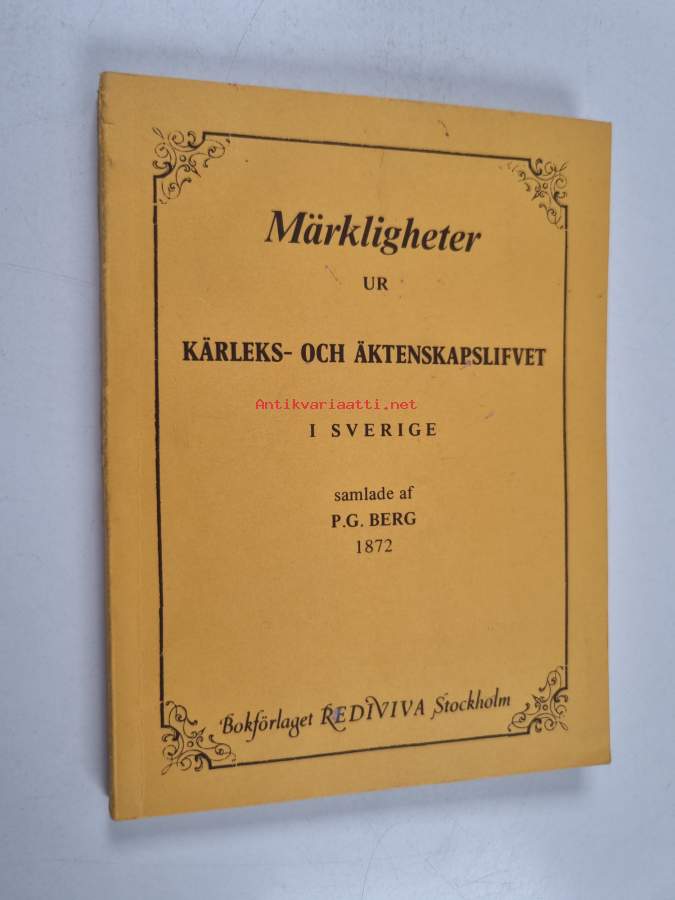 Märkligheter
UR
KÄRLEKS- OCH ÄKTENSKAPSLIFVET
Antikvariaatti.net
I SVERIGE
samlade af
P.G. BERG
1872
Bokförlaget REDIVIVA Stockholm